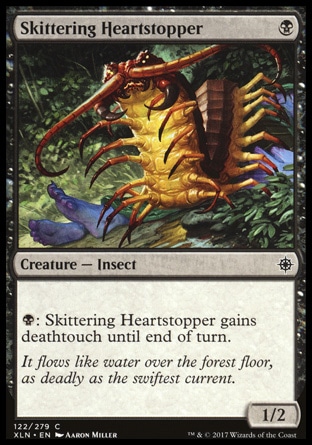 Skittering Heartstopper
Creature — Insect
: Skittering Heartstopper gains
deathtouch until end of turn.
It flows like water over the forest floor,
as deadly as the swiftest current.
1/2
122/279 C
XLN • EN Aaron Miller
™ & © 2017 Wizards of the Coast